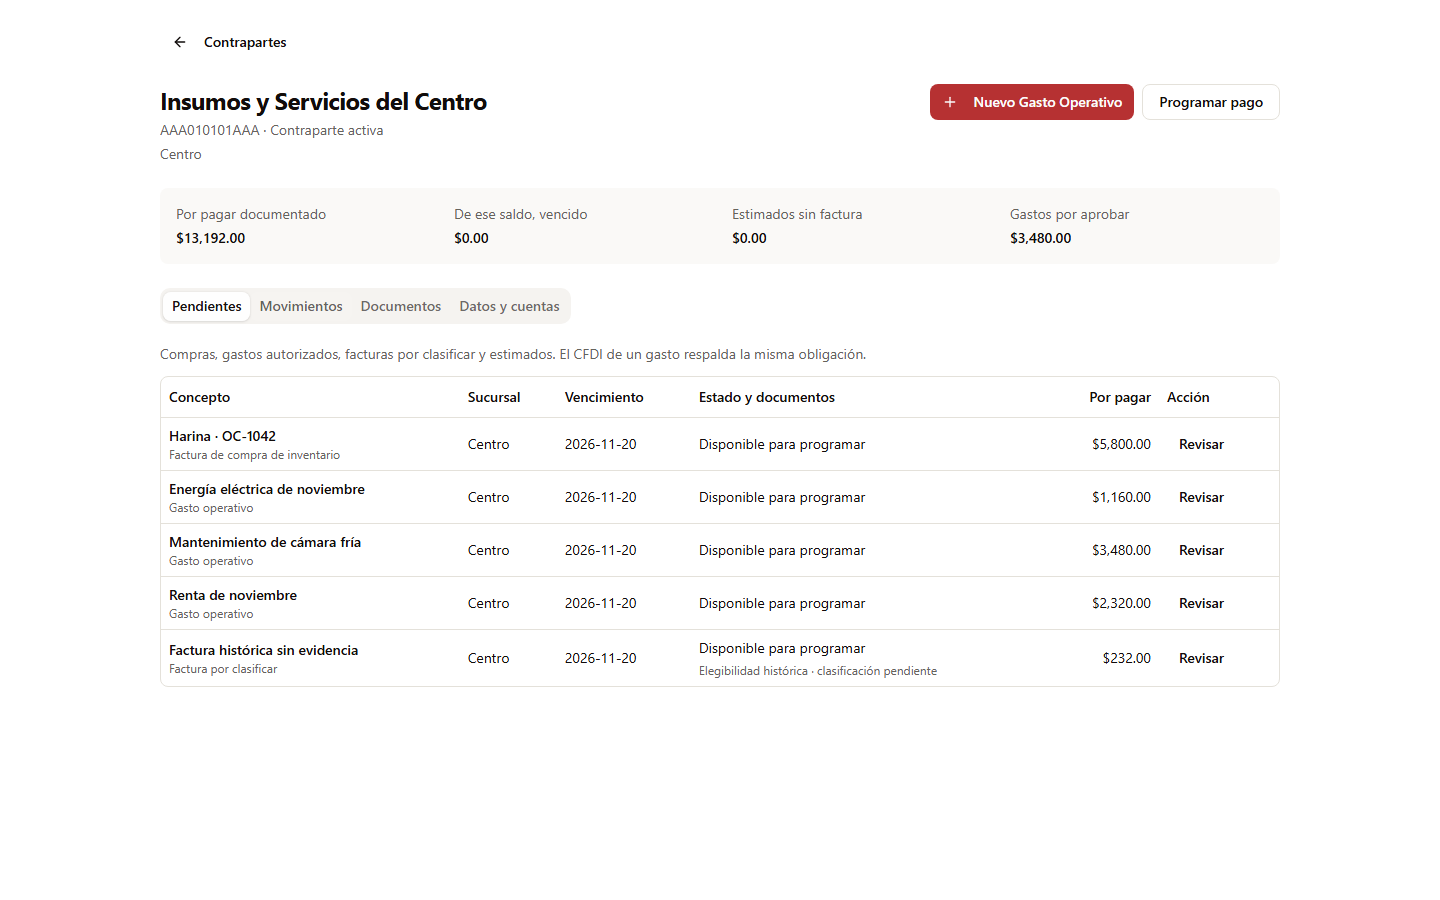 Contrapartes
Insumos y Servicios del Centro
Nuevo Gasto Operativo
Programar pago
AAA010101AAA · Contraparte activa
Centro
Por pagar documentado
$13,192.00
De ese saldo, vencido
$0.00
Estimados sin factura
$0.00
Gastos por aprobar
$3,480.00
Pendientes Movimientos Documentos Datos y cuentas
Compras, gastos autorizados, facturas por clasificar y estimados. El CFDI de un gasto respalda la misma obligación.
Concepto Sucursal Vencimiento Estado y documentos Por pagar Acción
Harina · OC-1042
Factura de compra de inventario
Centro 2026-11-20 Disponible para programar $5,800.00 Revisar
Energía eléctrica de noviembre
Gasto operativo
Centro 2026-11-20 Disponible para programar $1,160.00 Revisar
Mantenimiento de cámara fría
Gasto operativo
Centro 2026-11-20 Disponible para programar $3,480.00 Revisar
Renta de noviembre
Gasto operativo
Centro 2026-11-20 Disponible para programar $2,320.00 Revisar
Factura histórica sin evidencia
Factura por clasificar
Centro 2026-11-20 Disponible para programar
Elegibilidad histórica · clasificación pendiente
$232.00 Revisar